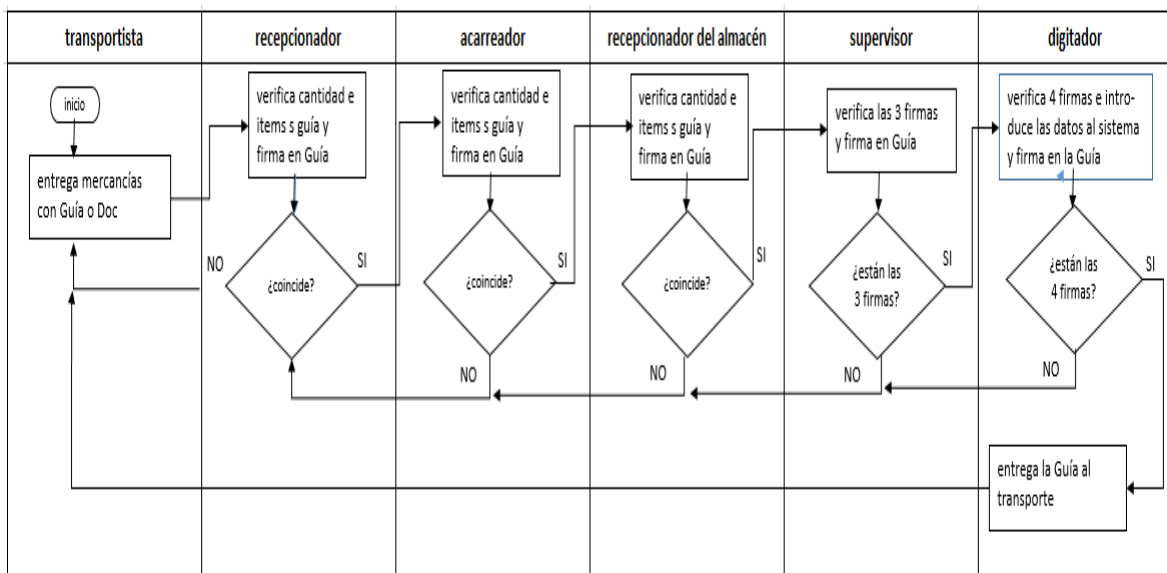 transportista
recepcionador
acarreador
recepcionador del almacén
supervisor
digitador
inicio
entrega mercancías
con Guía o Doc
verifica cantidad e
items s guía y
firma en Guía
¿coincide?
NO
SI
verifica cantidad e
items s guía y
firma en Guía
¿coincide?
SI
NO
verifica cantidad e
items s guía y
firma en Guía
¿coincide?
SI
NO
verifica las 3 firmas
y firma en Guía
¿están las
3 firmas?
SI
NO
verifica 4 firmas e intro-
duce las datos al sistema
y firma en la Guía
¿están las
4 firmas?
SI
NO
entrega la Guía al
transporte